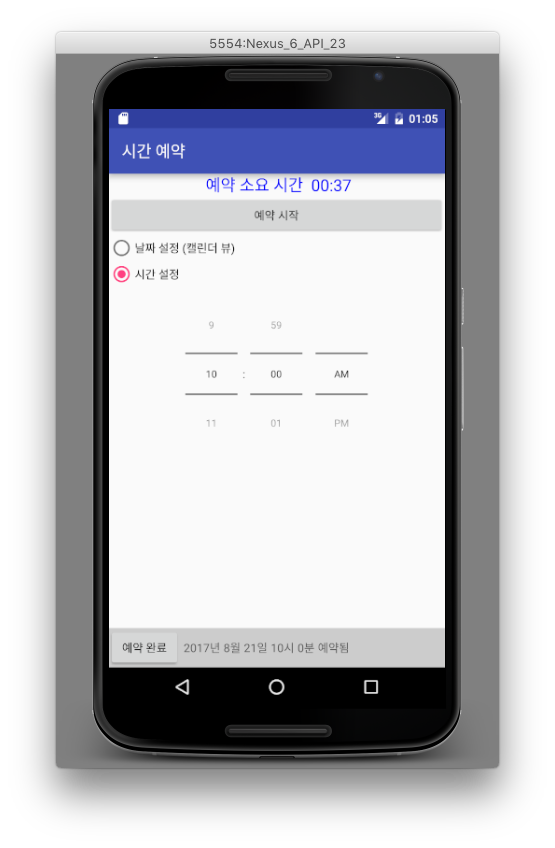 5554:Nexus_6_API_23
3G 01:05
시간 예약
예약 소요 시간 00:37
예약 시작
날짜 설정 (캘린더 뷰)
시간 설정
9 59
10 : 00 AM
11 01 PM
예약 완료 2017년 8월 21일 10시 0분 예약됨